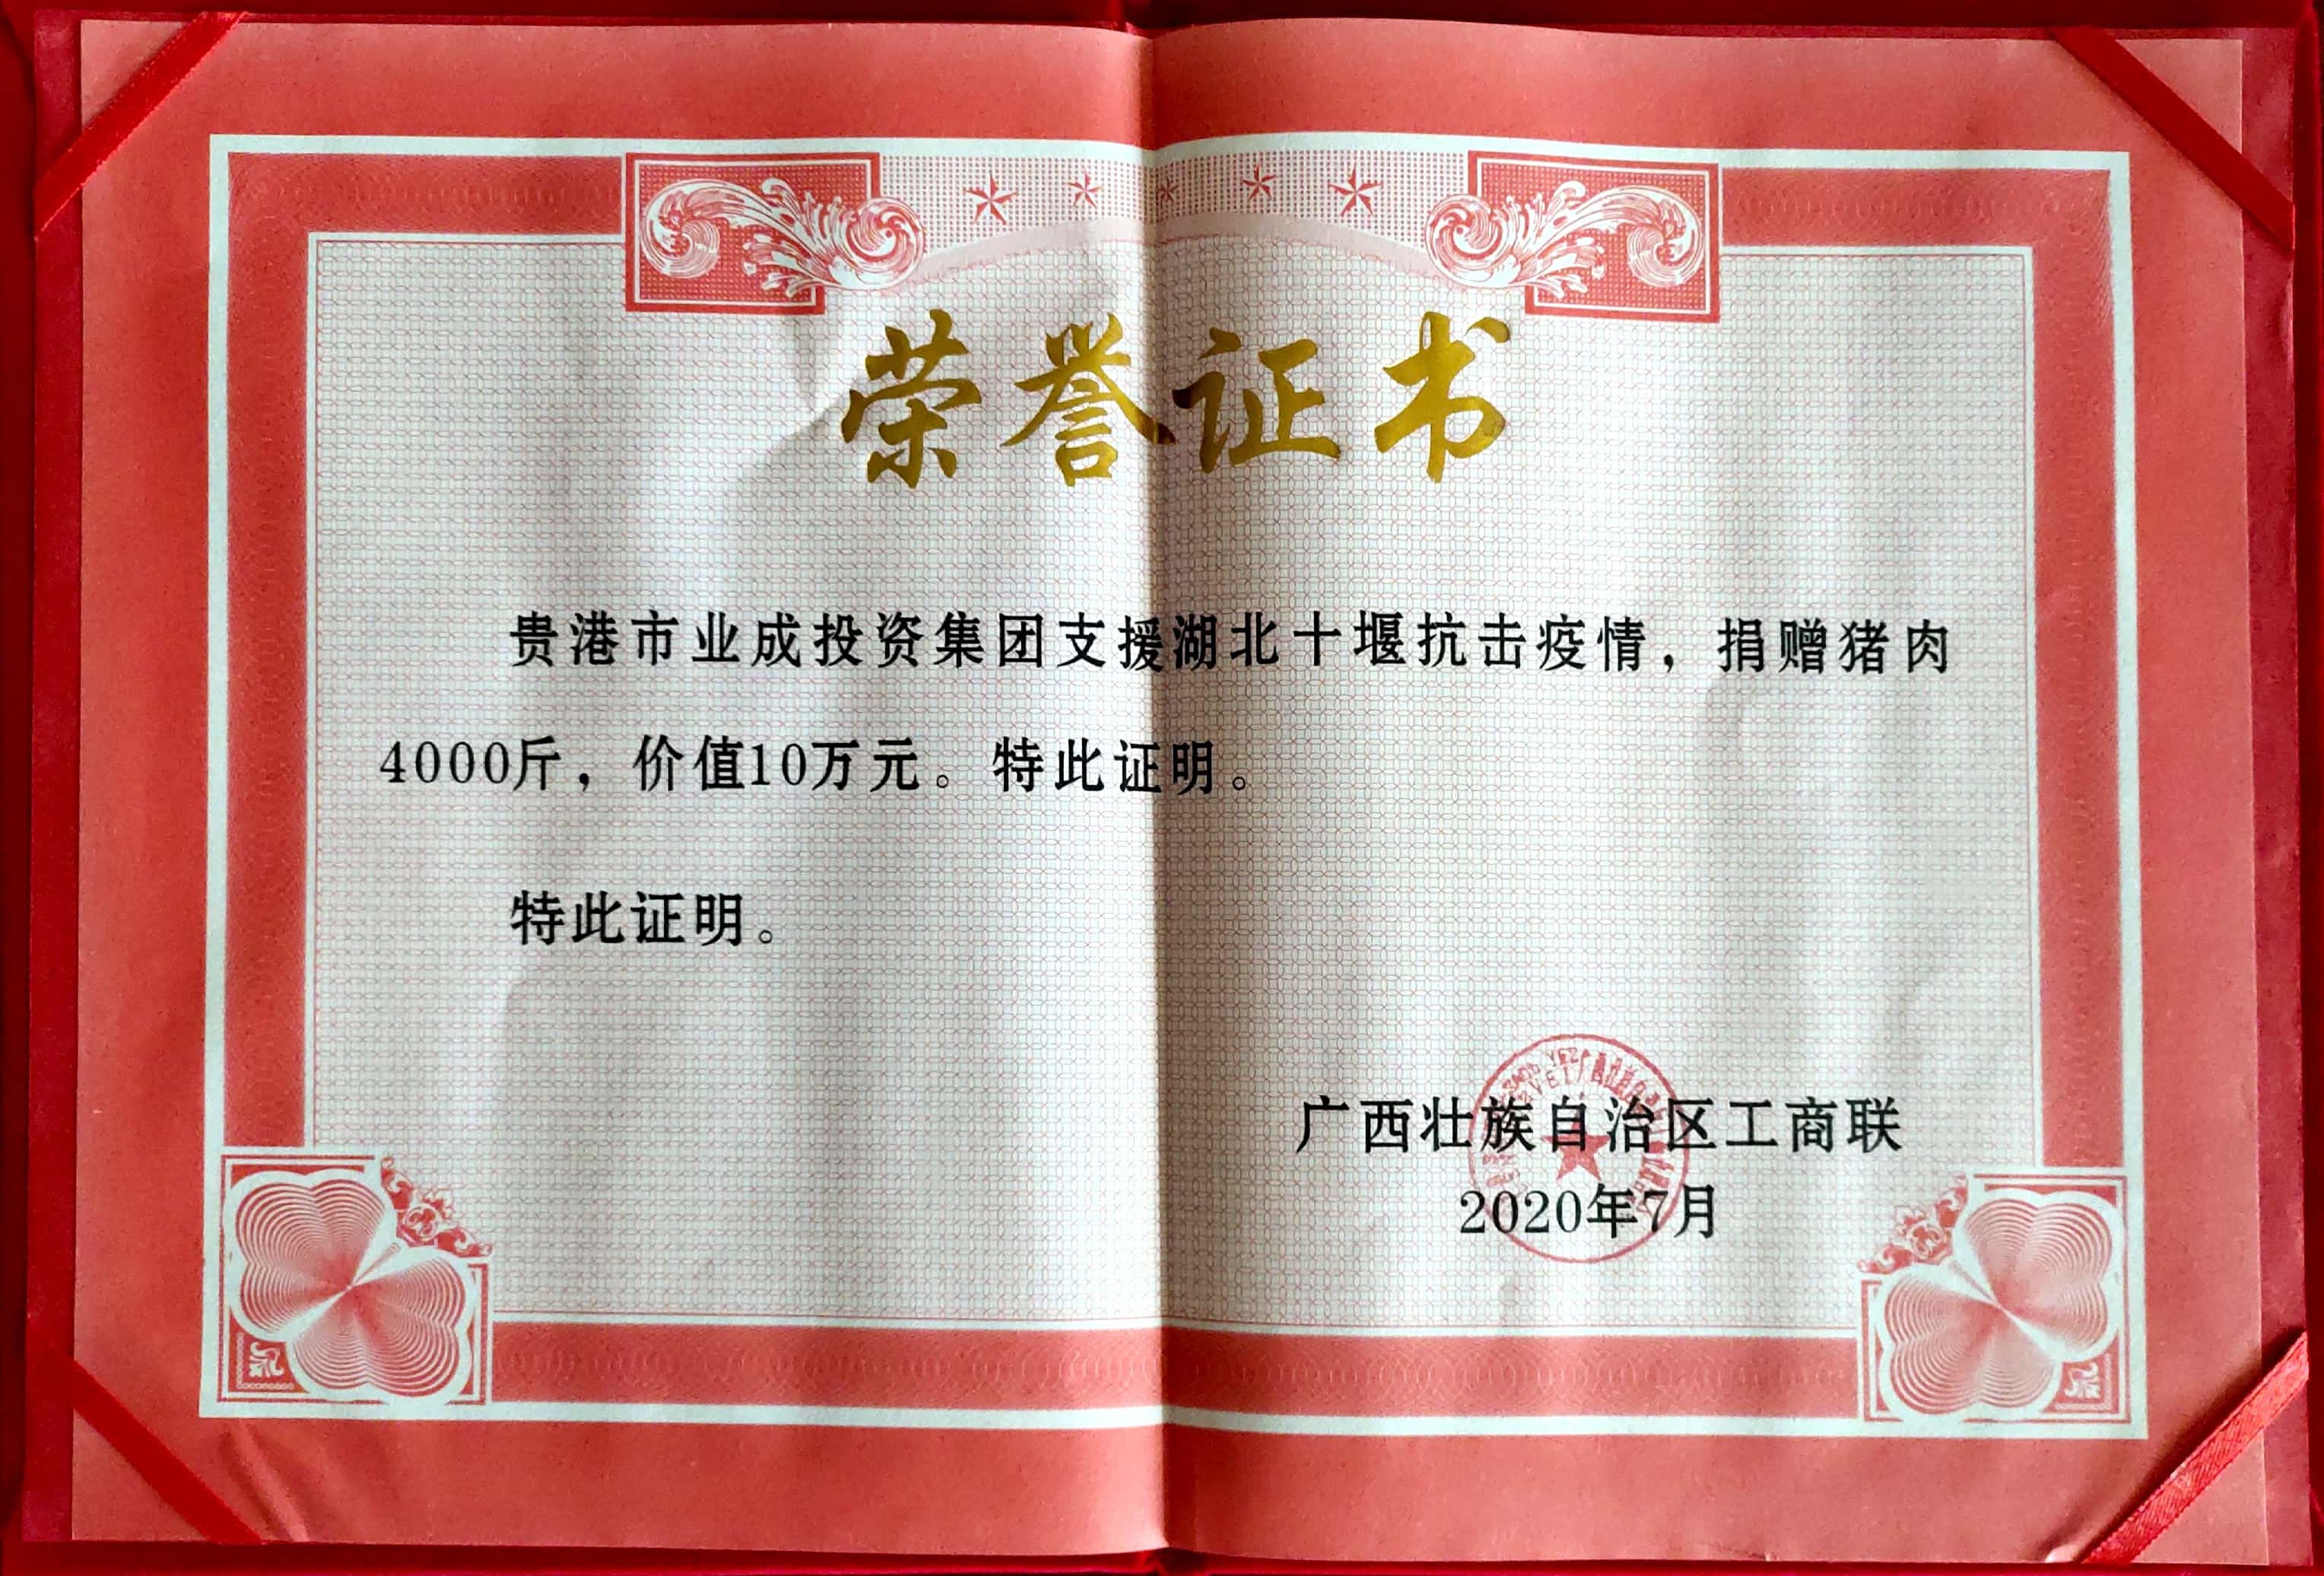 荣誉证书
贵港市业成投资集团支援湖北十堰抗击疫情，捐赠猪肉
4000斤，价值10万元。特此证明。
特此证明。
广西壮族自治区工商联
2020年7月